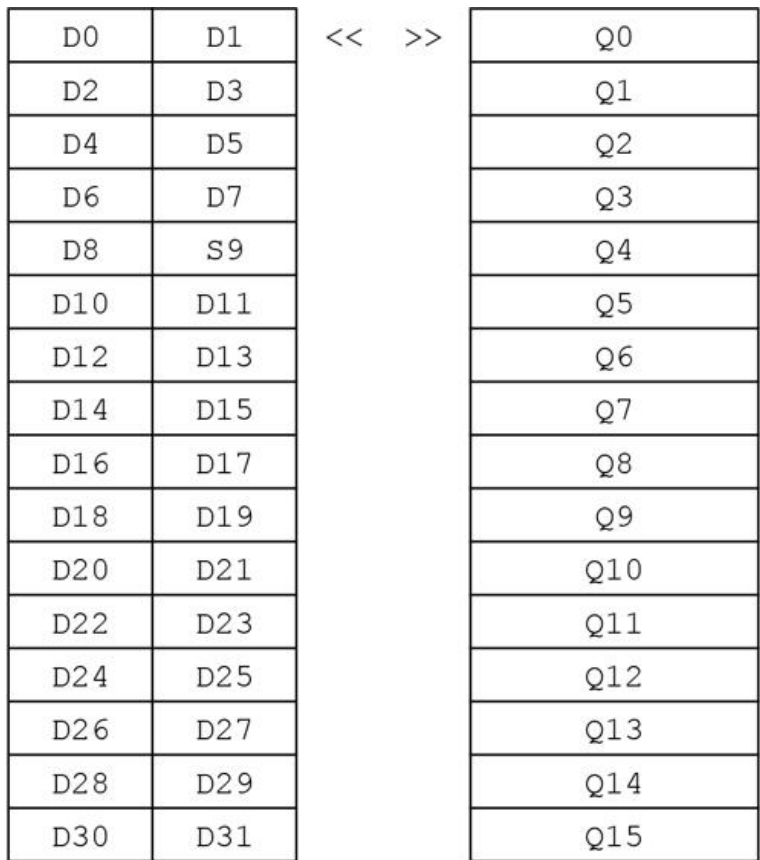 D0 D1 << >> Q0
D2 D3 Q1
D4 D5 Q2
D6 D7 Q3
D8 S9 Q4
D10 D11 Q5
D12 D13 Q6
D14 D15 Q7
D16 D17 Q8
D18 D19 Q9
D20 D21 Q10
D22 D23 Q11
D24 D25 Q12
D26 D27 Q13
D28 D29 Q14
D30 D31 Q15